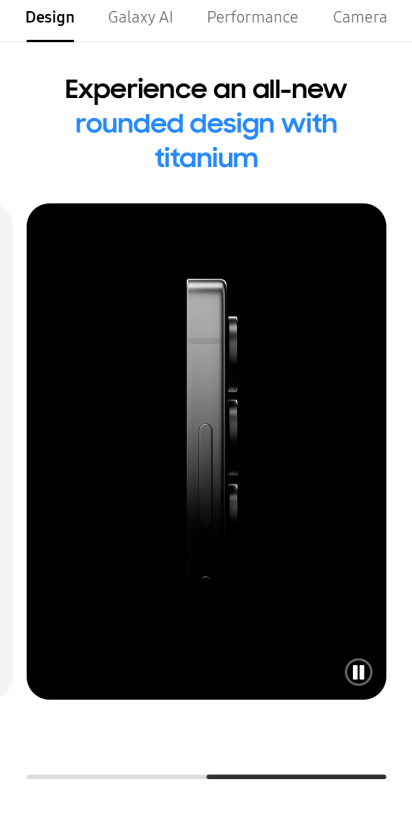 Design Galaxy AI Performance Camera
Experience an all-new
rounded design with
titanium